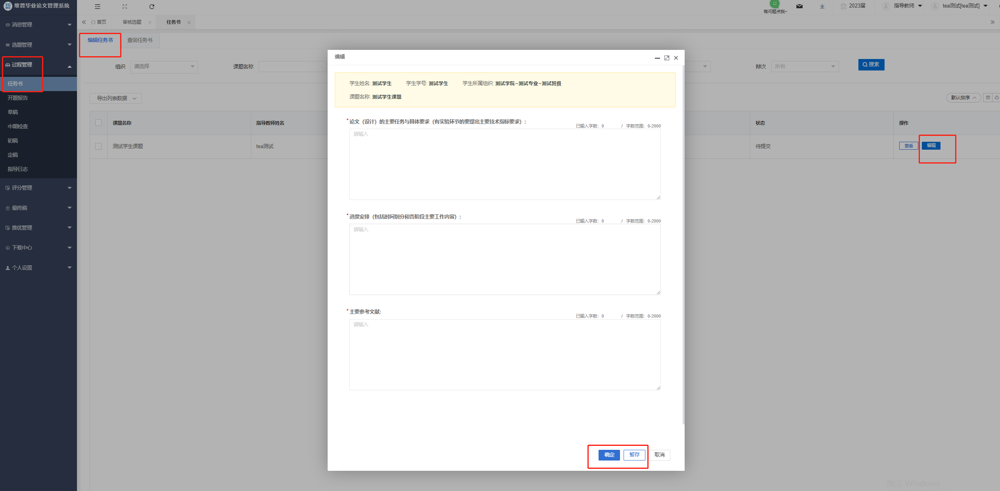 维普毕业论文管理系统
有问题点我~
2023届
指导教师
tea测试[tea测试]
首页
审核选题
任务书
消息管理
选题管理
过程管理
任务书
开题报告
草稿
中期检查
初稿
定稿
指导日志
评分管理
最终稿
推优管理
下载中心
个人设置
编辑任务书
查询任务书
组织
请选择
课题名称
辩次
所有
搜索
导出列表数据
默认排序
课题名称
指导教师姓名
状态
操作
测试学生课题
tea测试
待提交
查看
编辑
编辑
学生姓名: 测试学生
学生学号: 测试学生
学生所属组织: 测试学院~测试专业~测试班级
课题名称: 测试学生课题
* 论文（设计）的主要任务与具体要求（有实验环节的要提出主要技术指标要求）:
已输入字数: 0 / 字数范围: 0-2000
请输入
* 进度安排（包括时间划分和各阶段主要工作内容）:
已输入字数: 0 / 字数范围: 0-2000
请输入
* 主要参考文献:
已输入字数: 0 / 字数范围: 0-2000
请输入
确定
暂存
取消
激活 Windows